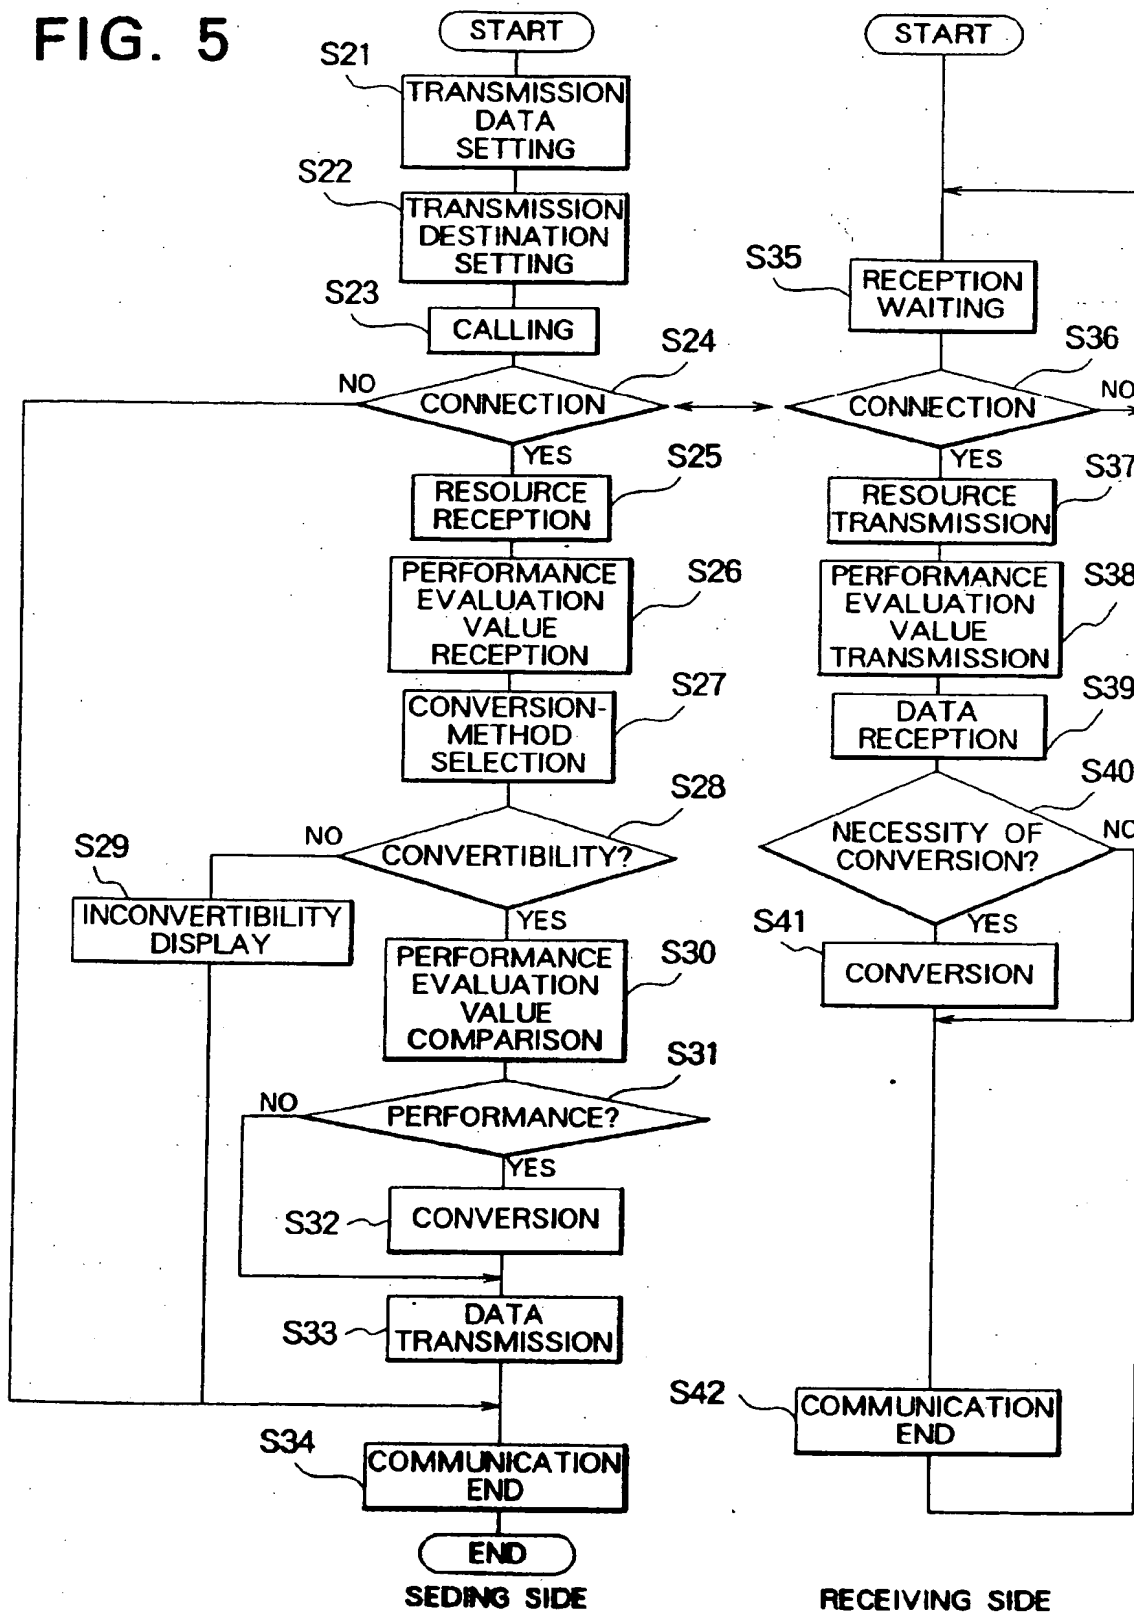 FIG. 5
START
S21
TRANSMISSION
DATA
SETTING
S22
TRANSMISSION
DESTINATION
SETTING
S23
CALLING
S24
NO
CONNECTION
YES
S25
RESOURCE
RECEPTION
S26
PERFORMANCE
EVALUATION
VALUE
RECEPTION
S27
CONVERSION-
METHOD
SELECTION
S28
NO
CONVERTIBILITY?
YES
S29
INCONVERTIBILITY
DISPLAY
S30
PERFORMANCE
EVALUATION
VALUE
COMPARISON
S31
NO
PERFORMANCE?
YES
S32
CONVERSION
S33
DATA
TRANSMISSION
S34
COMMUNICATION
END
END
SEDING SIDE
START
S35
RECEPTION
WAITING
S36
CONNECTION
NO
YES
S37
RESOURCE
TRANSMISSION
S38
PERFORMANCE
EVALUATION
VALUE
TRANSMISSION
S39
DATA
RECEPTION
S40
NECESSITY OF
CONVERSION?
NO
YES
S41
CONVERSION
S42
COMMUNICATION
END
RECEIVING SIDE